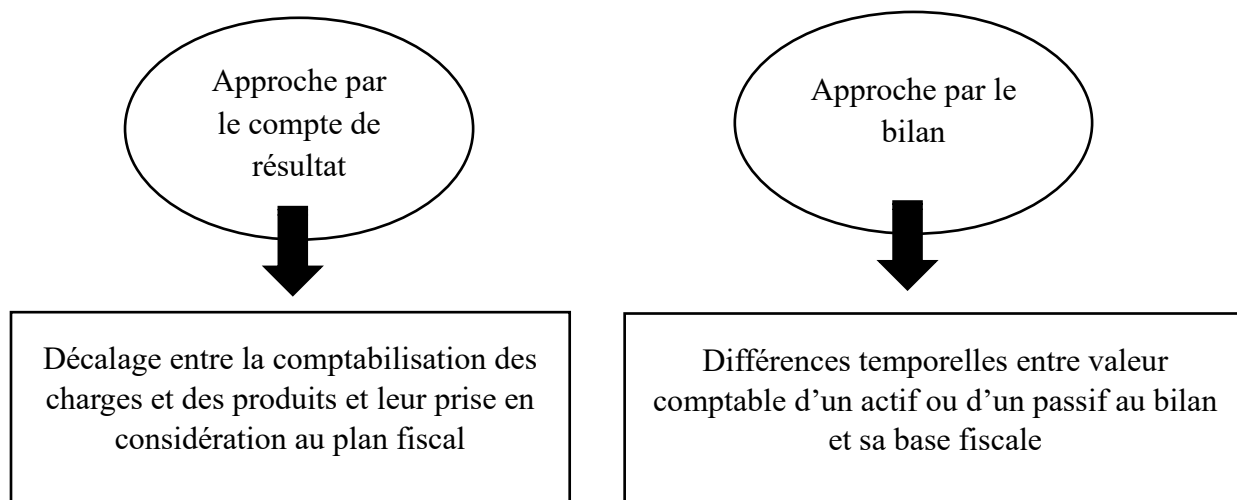 Approche par
le compte de
résultat
Approche par le
bilan
Décalage entre la comptabilisation des
charges et des produits et leur prise en
considération au plan fiscal
Différences temporelles entre valeur
comptable d’un actif ou d’un passif au bilan
et sa base fiscale